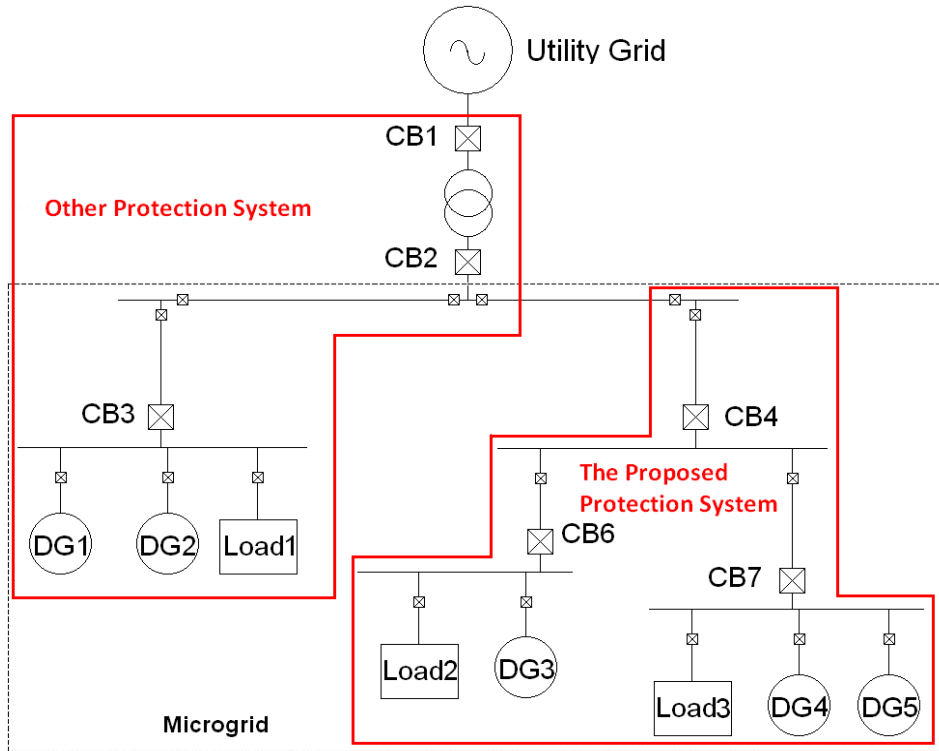 Utility Grid
CB1
Other Protection System
CB2
CB3
CB4
The Proposed
Protection System
CB6
DG1
DG2
Load1
CB7
Load2
DG3
Load3
DG4
DG5
Microgrid